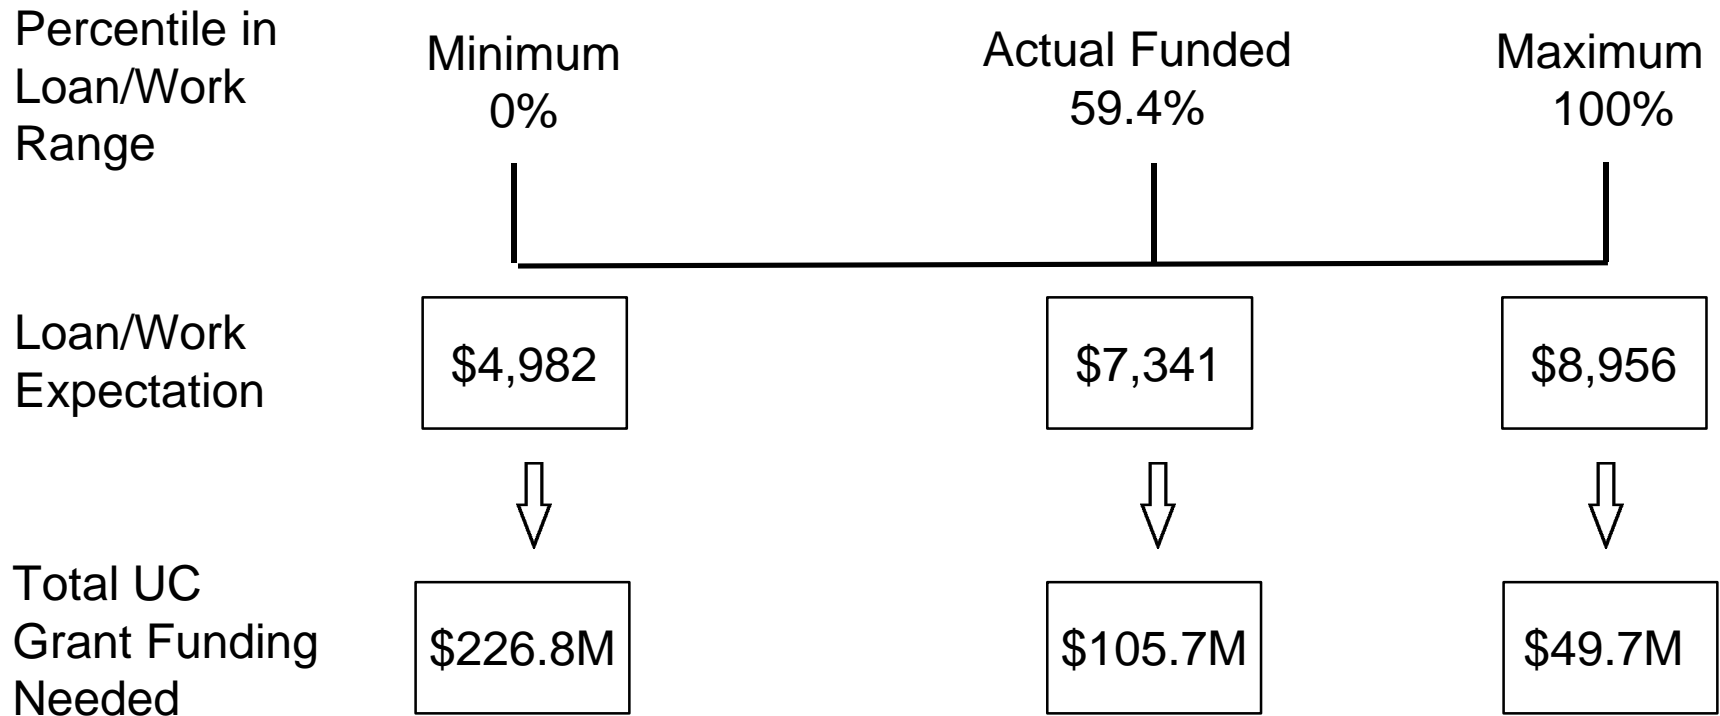 Percentile in
Loan/Work
Range
Minimum
0%
Actual Funded
59.4%
Maximum
100%
Loan/Work
Expectation
$4,982
$7,341
$8,956
Total UC
Grant Funding
Needed
$226.8M
$105.7M
$49.7M